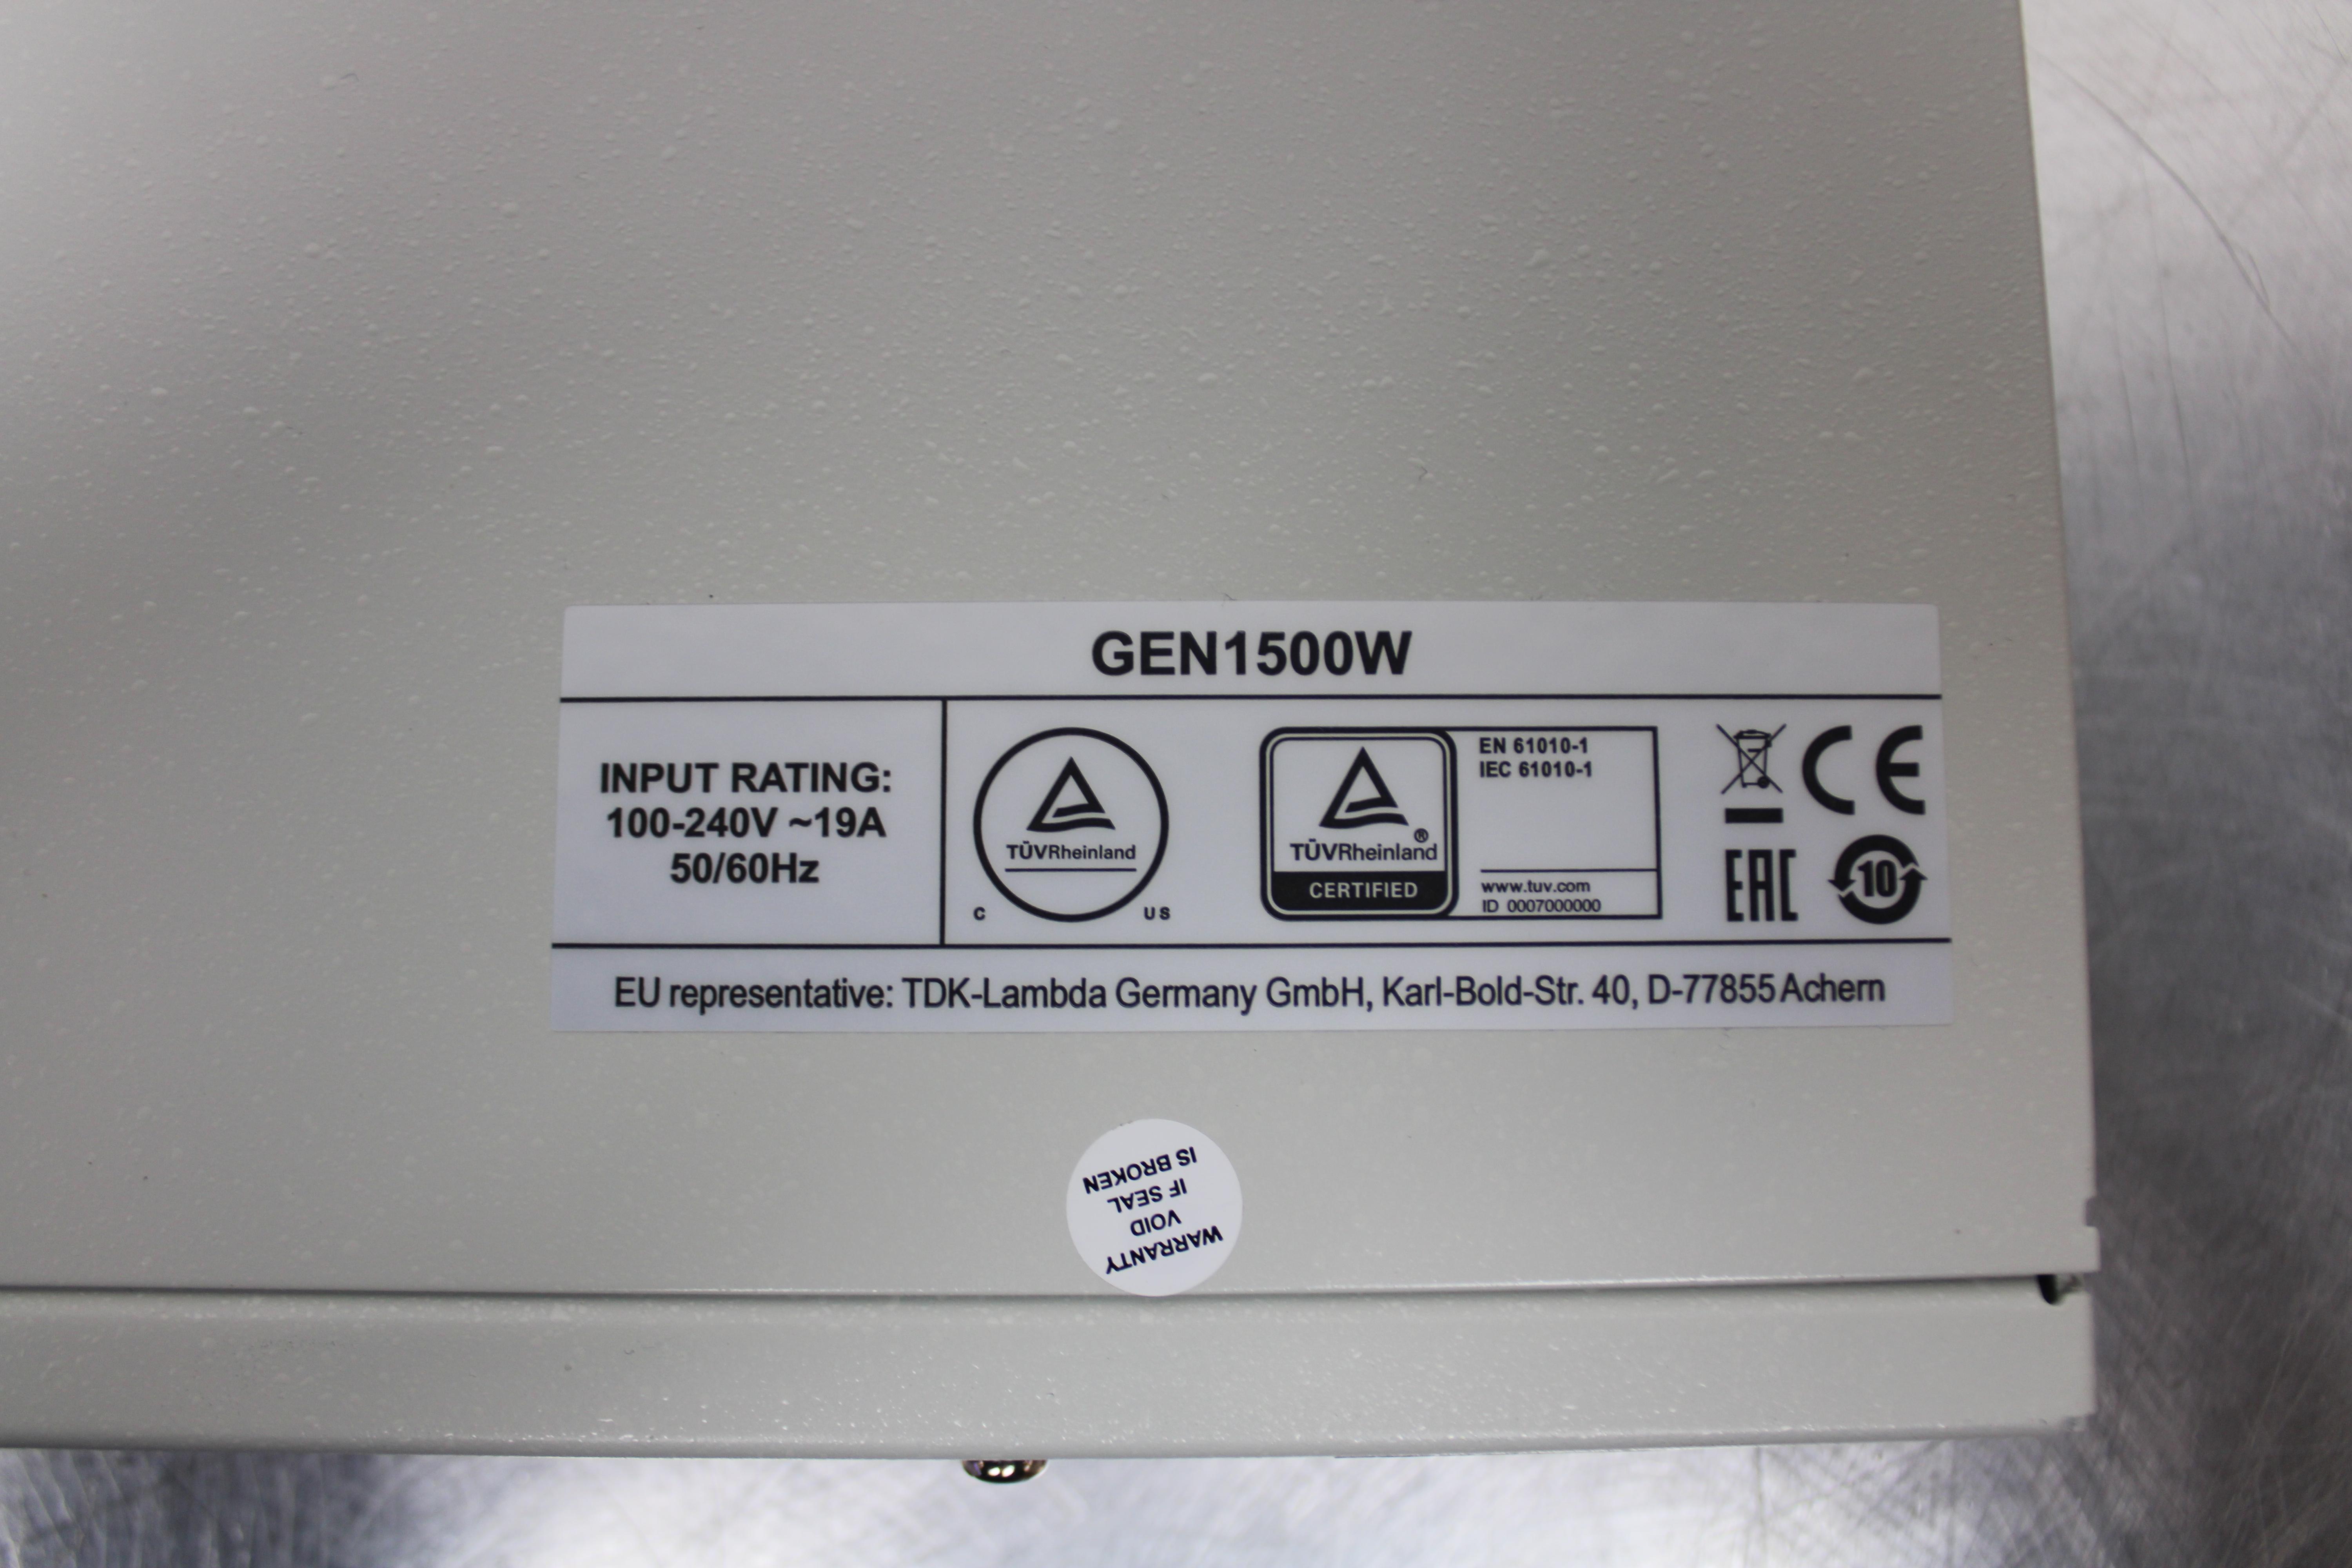 GEN1500W
INPUT RATING:
100-240V ~19A
50/60Hz
TÜVRheinland
C US
TÜVRheinland®
CERTIFIED
EN 61010-1
IEC 61010-1
www.tuv.com
ID 0007000000
CE
EAC
10
EU representative: TDK-Lambda Germany GmbH, Karl-Bold-Str. 40, D-77855 Achern
WARRANTY
VOID
IF SEAL
IS BROKEN